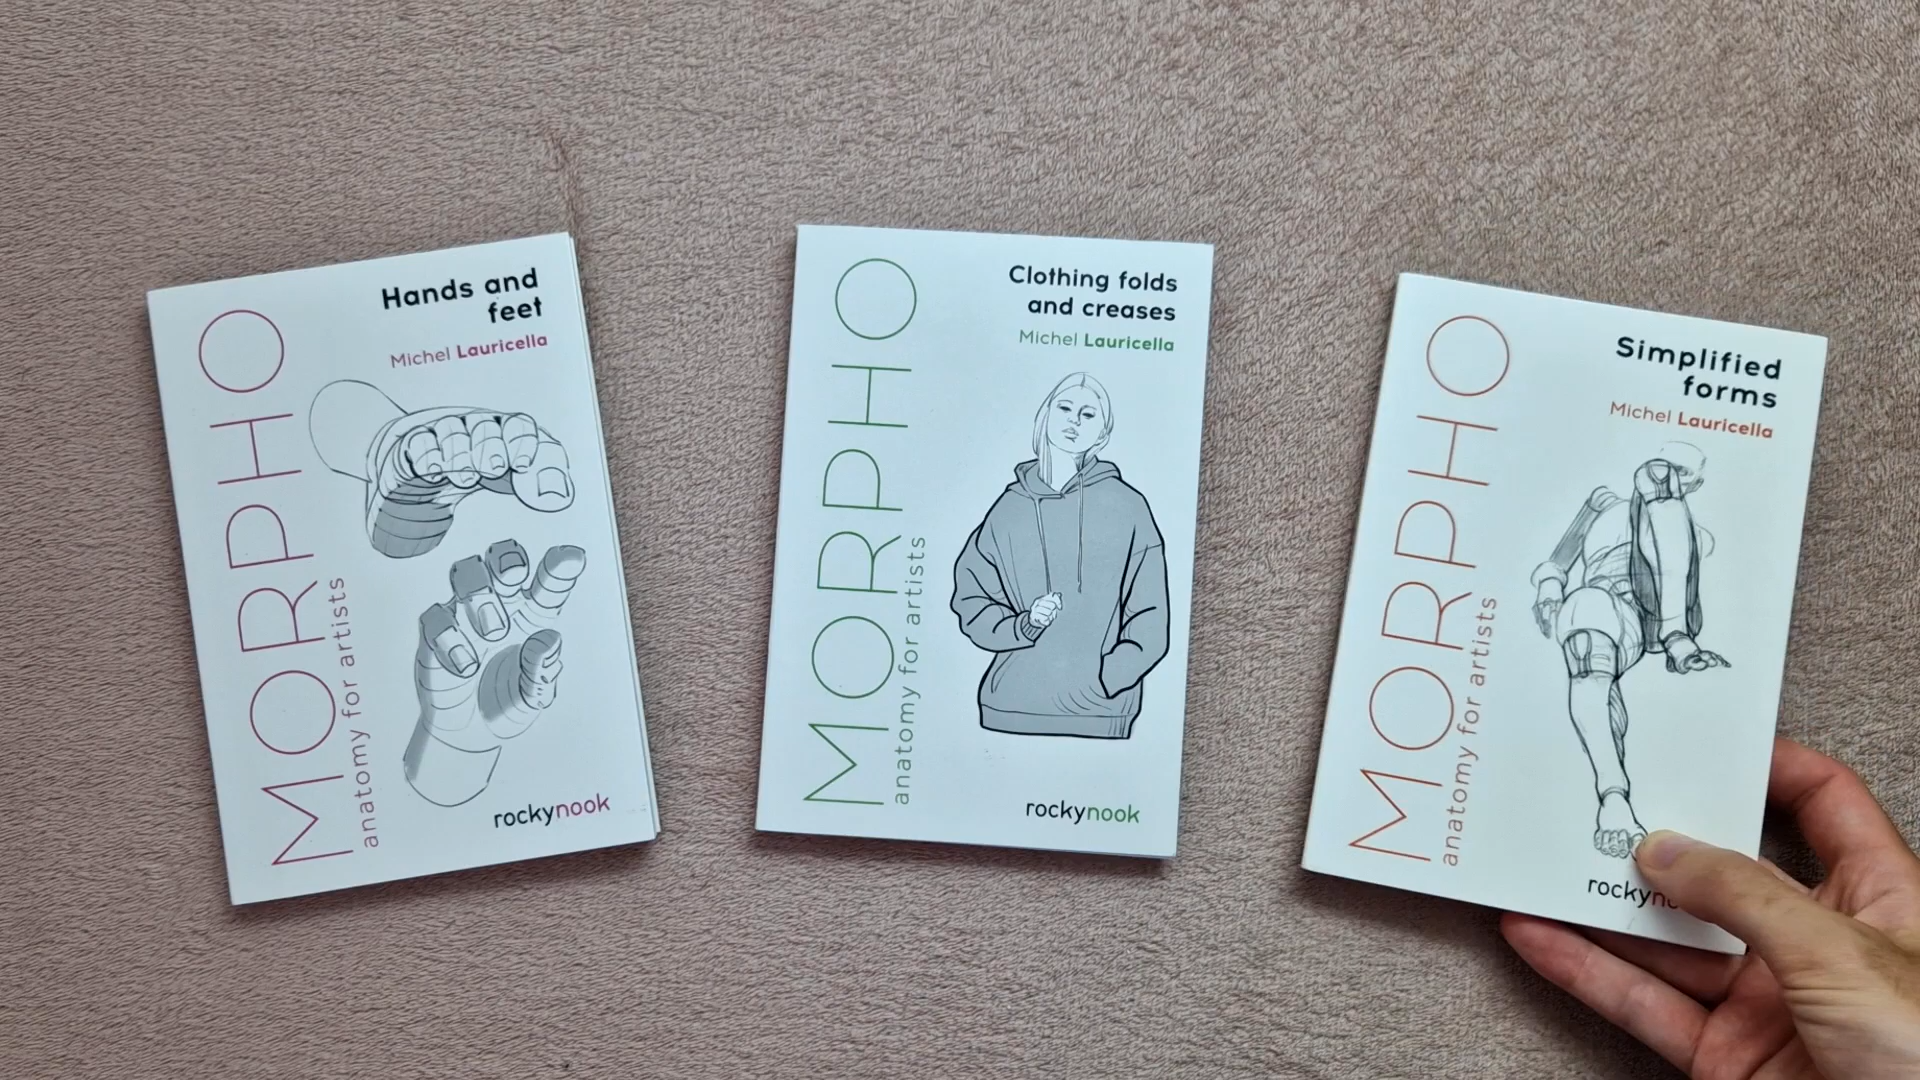 Hands and
feet
Michel Lauricella
MORPHO
anatomy for artists
rockynook
Clothing folds
and creases
Michel Lauricella
MORPHO
anatomy for artists
rockynook
Simplified
forms
Michel Lauricella
MORPHO
anatomy for artists